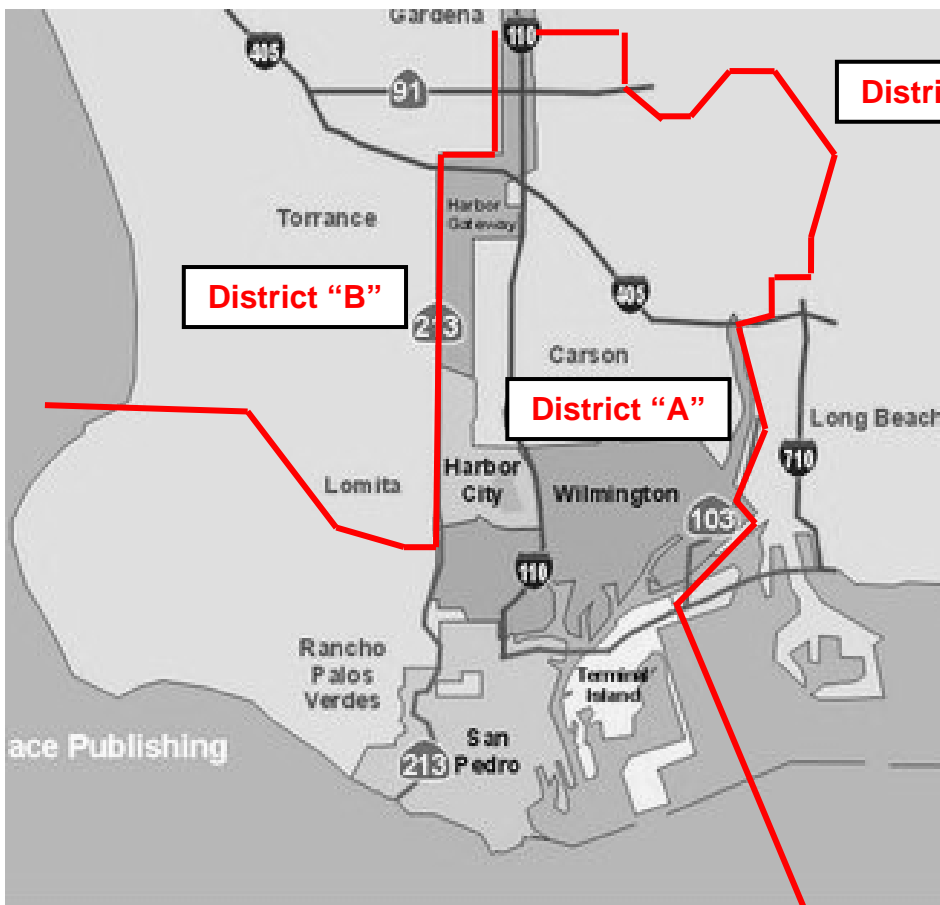 Gardena
110
405
91
Distri
Torrance
Harbor
Gateway
District “B”
213
405
Carson
District “A”
Long Beach
Lomita
Harbor
City
Wilmington
710
103
110
Rancho
Palos
Verdes
Terminal
Island
ace Publishing
San
Pedro
213